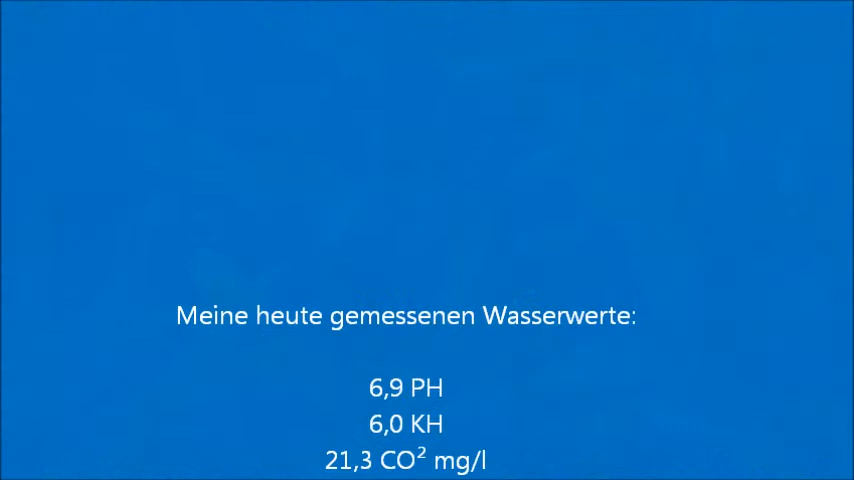 Meine heute gemessenen Wasserwerte:
6,9 PH
6,0 KH
21,3 CO² mg/l